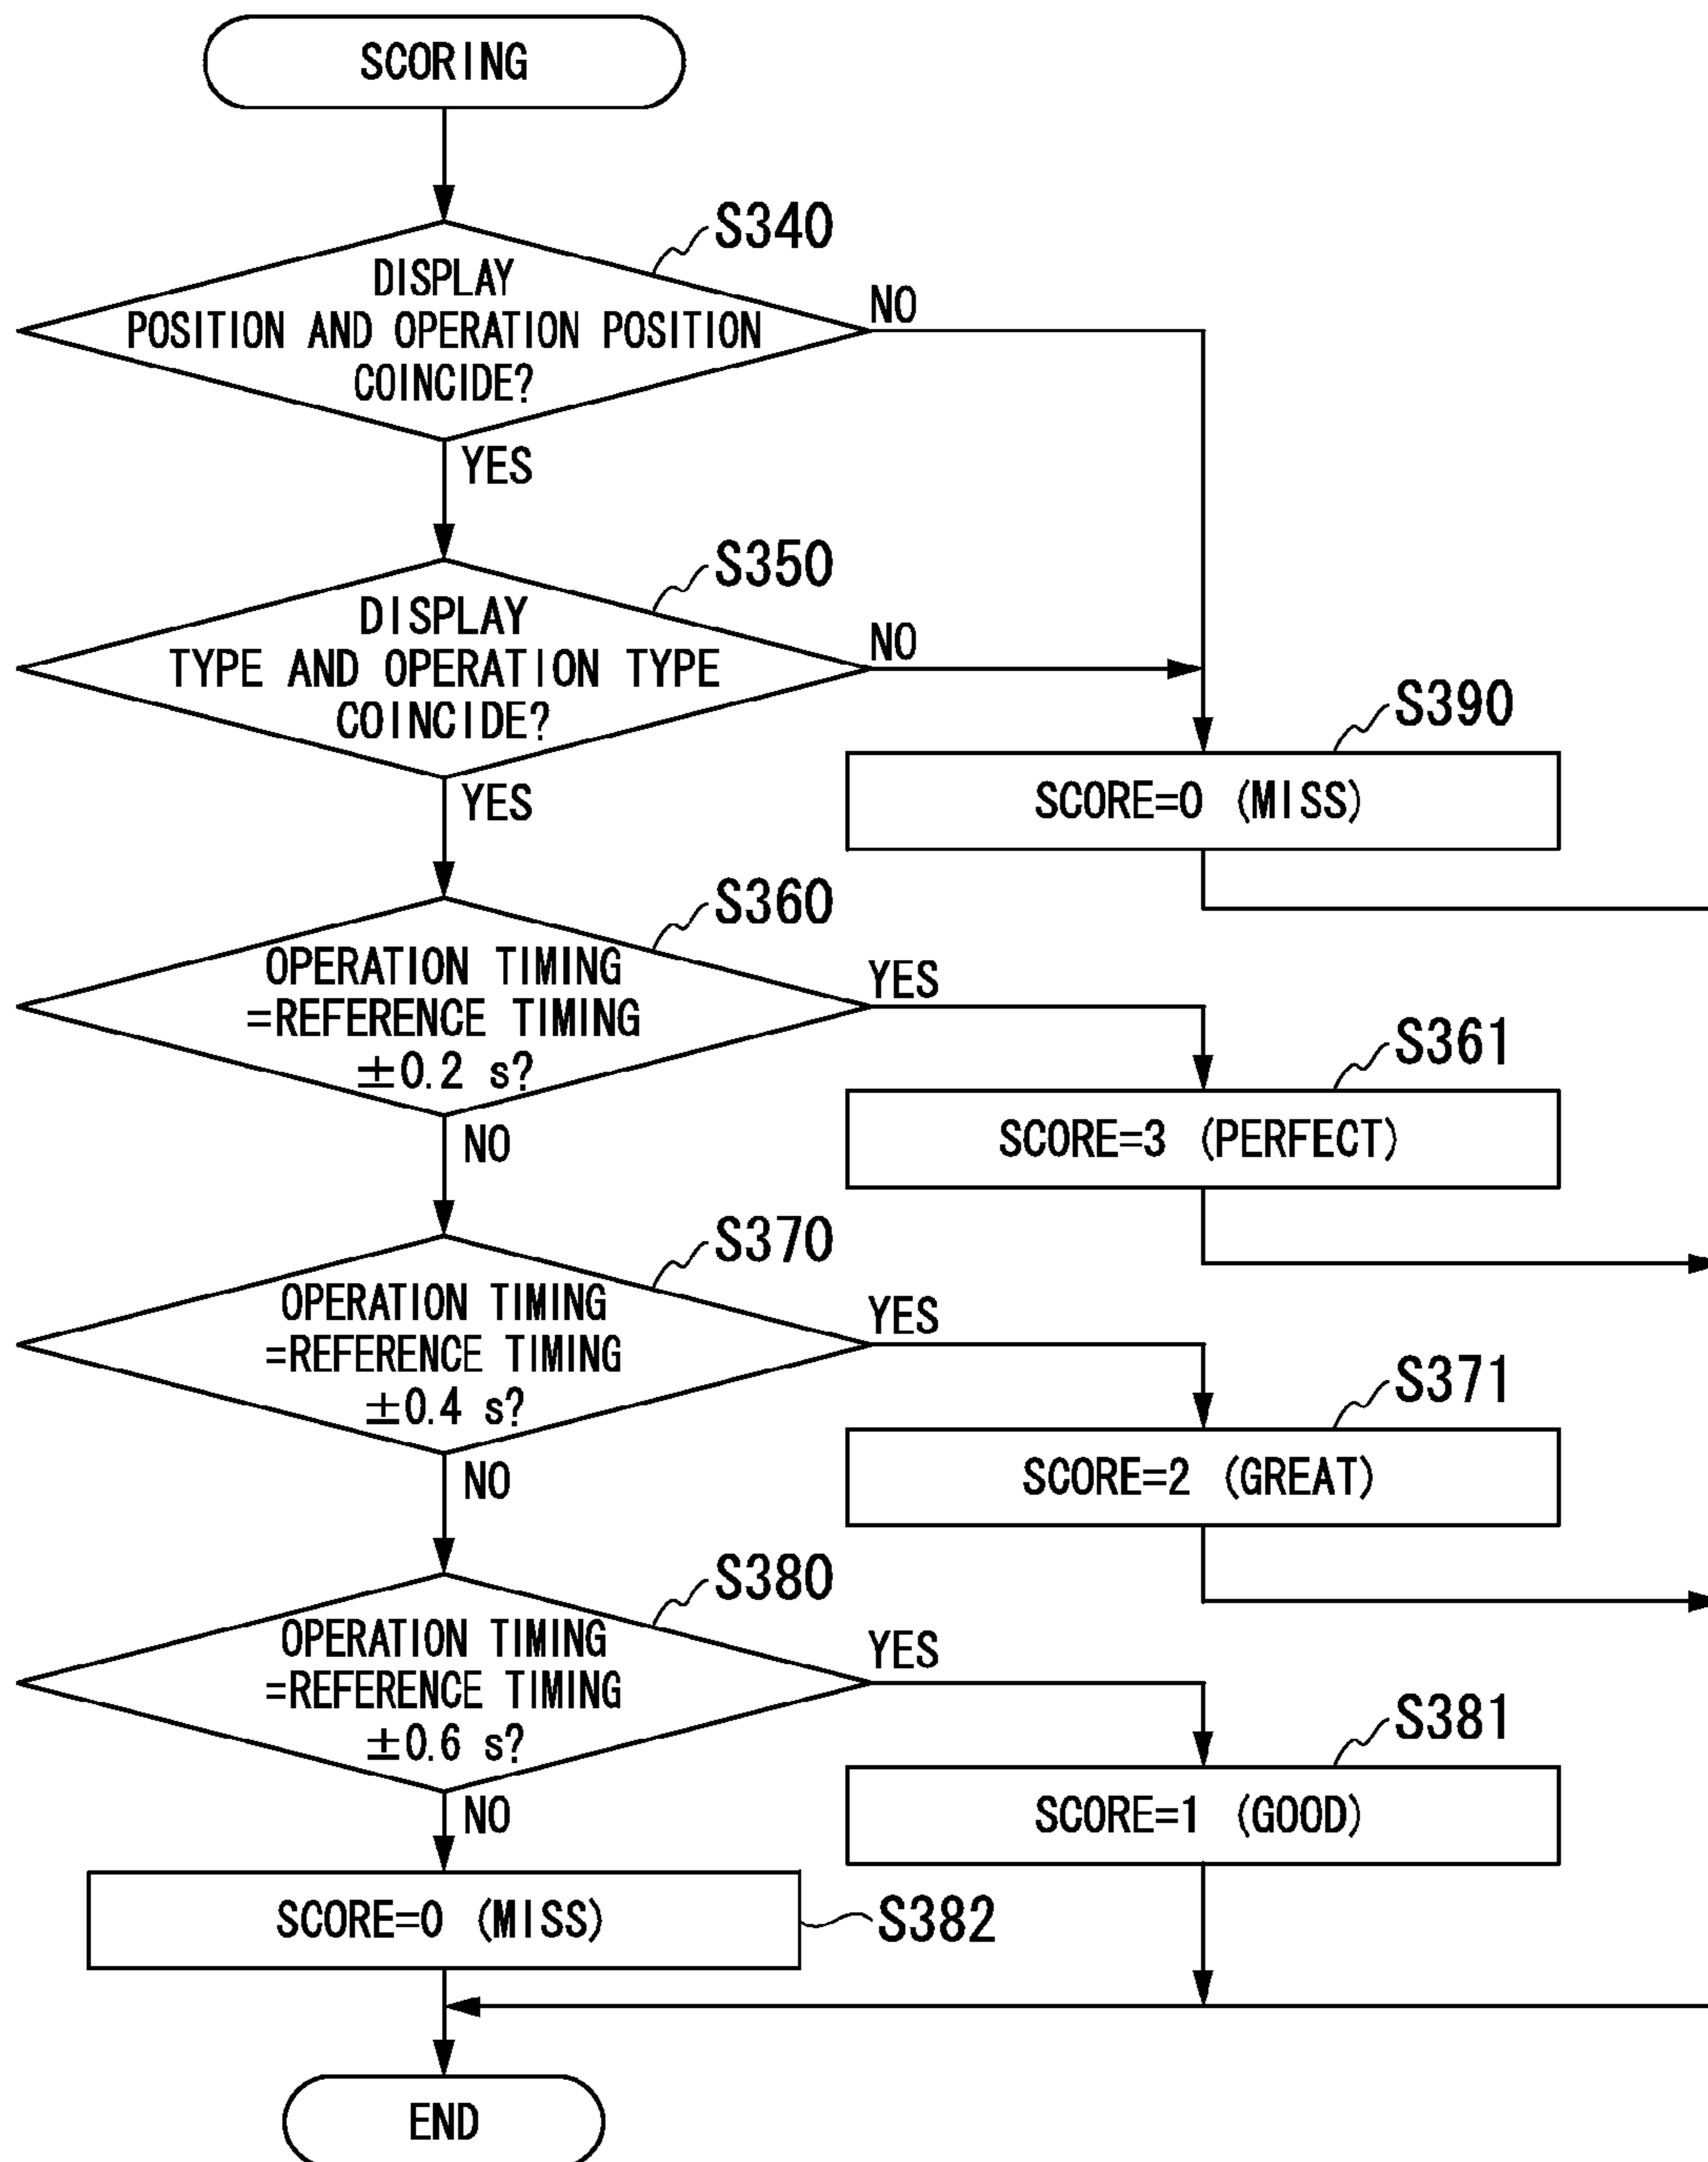 SCORING
S340
DISPLAY
POSITION AND OPERATION POSITION
COINCIDE?
NO
YES
S350
DISPLAY
TYPE AND OPERATION TYPE
COINCIDE?
NO
YES
S390
SCORE=0 (MISS)
S360
OPERATION TIMING
=REFERENCE TIMING
±0.2 s?
YES
NO
S361
SCORE=3 (PERFECT)
S370
OPERATION TIMING
=REFERENCE TIMING
±0.4 s?
YES
NO
S371
SCORE=2 (GREAT)
S380
OPERATION TIMING
=REFERENCE TIMING
±0.6 s?
YES
NO
S381
SCORE=1 (GOOD)
SCORE=0 (MISS)
S382
END